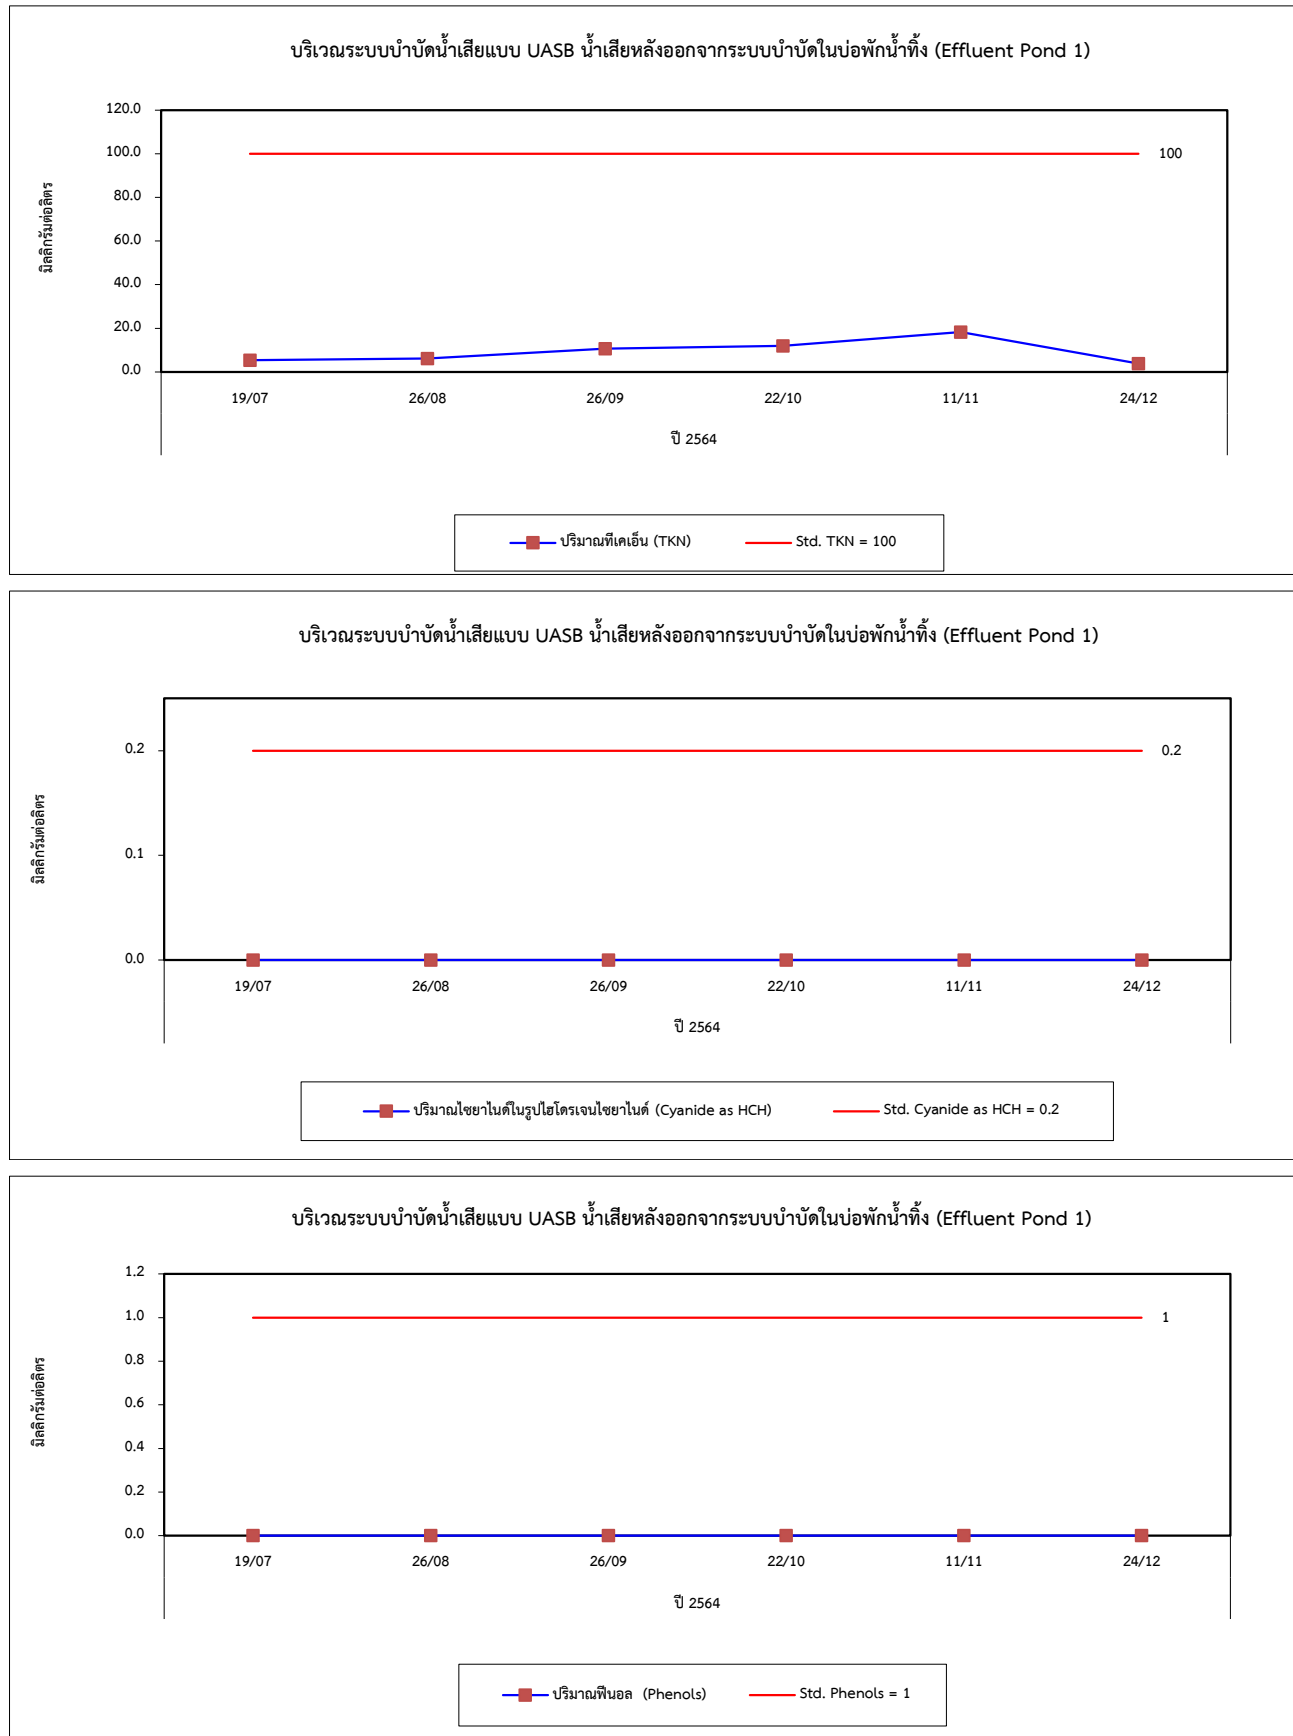 บริเวณระบบบำบัดน้ำเสียแบบ UASB น้ำเสียหลังออกจากระบบบำบัดในบ่อพักน้ำทิ้ง (Effluent Pond 1)
มิลลิกรัมต่อลิตร
120.0
100.0
80.0
60.0
40.0
20.0
0.0
100
19/07 26/08 26/09 22/10 11/11 24/12
ปี 2564
ปริมาณทีเคเอ็น (TKN) Std. TKN = 100
บริเวณระบบบำบัดน้ำเสียแบบ UASB น้ำเสียหลังออกจากระบบบำบัดในบ่อพักน้ำทิ้ง (Effluent Pond 1)
มิลลิกรัมต่อลิตร
0.2
0.1
0.0
0.2
19/07 26/08 26/09 22/10 11/11 24/12
ปี 2564
ปริมาณไซยาไนด์ในรูปไฮโดรเจนไซยาไนด์ (Cyanide as HCH) Std. Cyanide as HCH = 0.2
บริเวณระบบบำบัดน้ำเสียแบบ UASB น้ำเสียหลังออกจากระบบบำบัดในบ่อพักน้ำทิ้ง (Effluent Pond 1)
มิลลิกรัมต่อลิตร
1.2
1.0
0.8
0.6
0.4
0.2
0.0
1
19/07 26/08 26/09 22/10 11/11 24/12
ปี 2564
ปริมาณฟีนอล (Phenols) Std. Phenols = 1